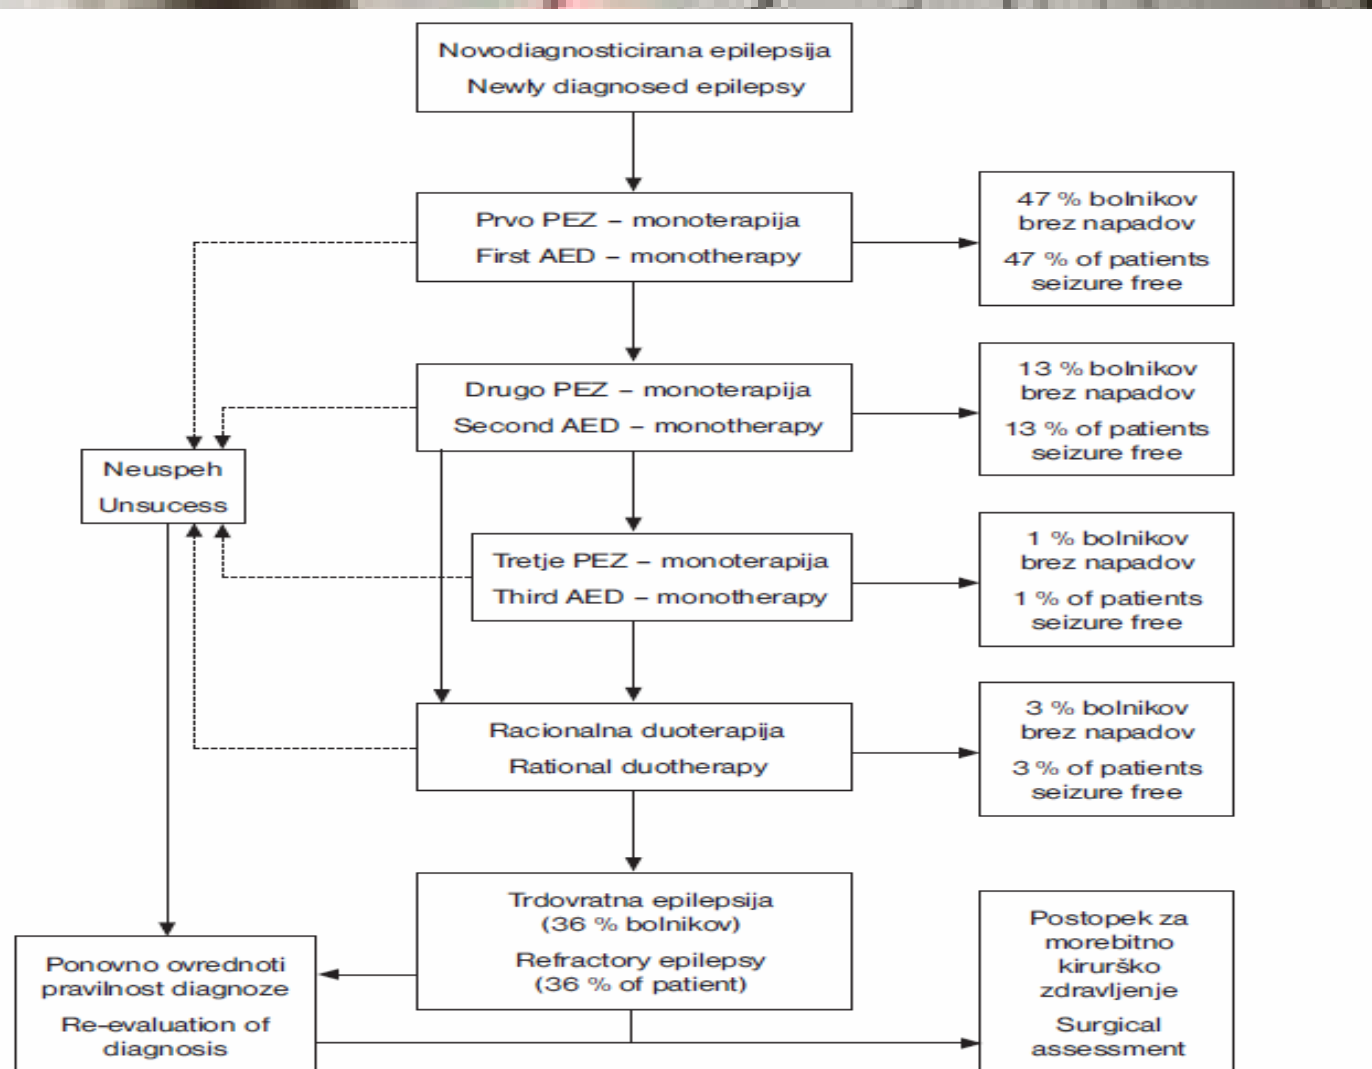 Novodiagnosticirana epilepsija
Newly diagnosed epilepsy
Prvo PEZ – monoterapija
First AED – monotherapy
47 % bolnikov
brez napadov
47 % of patients
seizure free
Drugo PEZ – monoterapija
Second AED – monotherapy
13 % bolnikov
brez napadov
13 % of patients
seizure free
Neuspeh
Unsucess
Tretje PEZ – monoterapija
Third AED – monotherapy
1 % bolnikov
brez napadov
1 % of patients
seizure free
Racionalna duoterapija
Rational duotherapy
3 % bolnikov
brez napadov
3 % of patients
seizure free
Trdovratna epilepsija
(36 % bolnikov)
Refractory epilepsy
(36 % of patient)
Ponovno ovrednoti
pravilnost diagnoze
Re-evaluation of
diagnosis
Postopek za
morebitno
kirurško
zdravljenje
Surgical
assessment